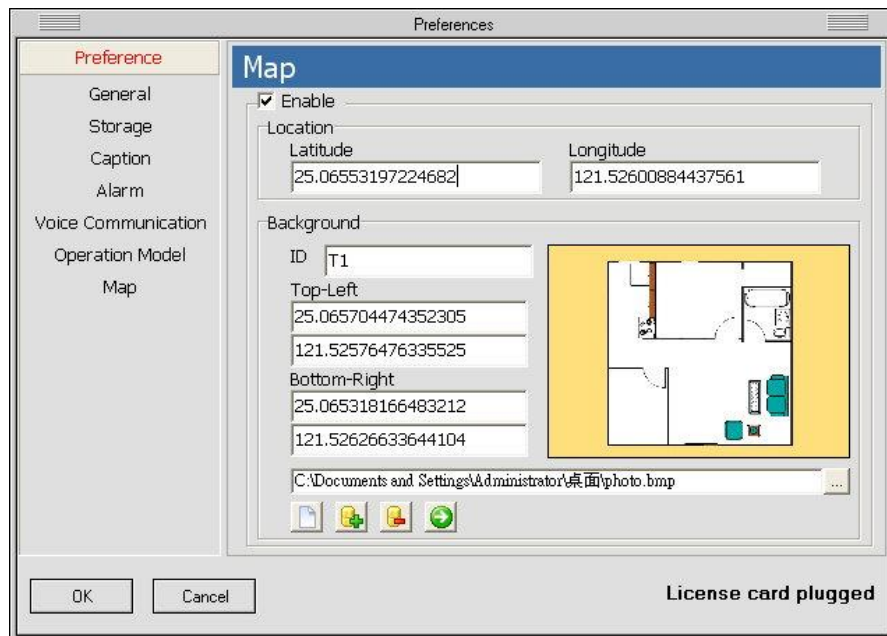 Preferences
Preference
General
Storage
Caption
Alarm
Voice Communication
Operation Model
Map
Map
Enable
Location
Latitude
Longitude
25.06553197224682
121.52600884437561
Background
ID
T1
Top-Left
25.065704474352305
121.52576476335525
Bottom-Right
25.065318166483212
121.52626633644104
C:\Documents and Settings\Administrator\桌面\photo.bmp
...
OK
Cancel
License card plugged